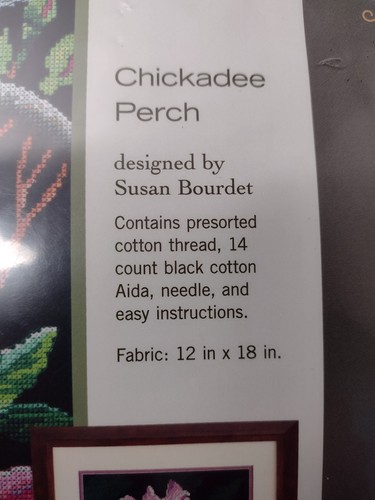 Chickadee
Perch
designed by
Susan Bourdet
Contains presorted
cotton thread, 14
count black cotton
Aida, needle, and
easy instructions.
Fabric: 12 in x 18 in.